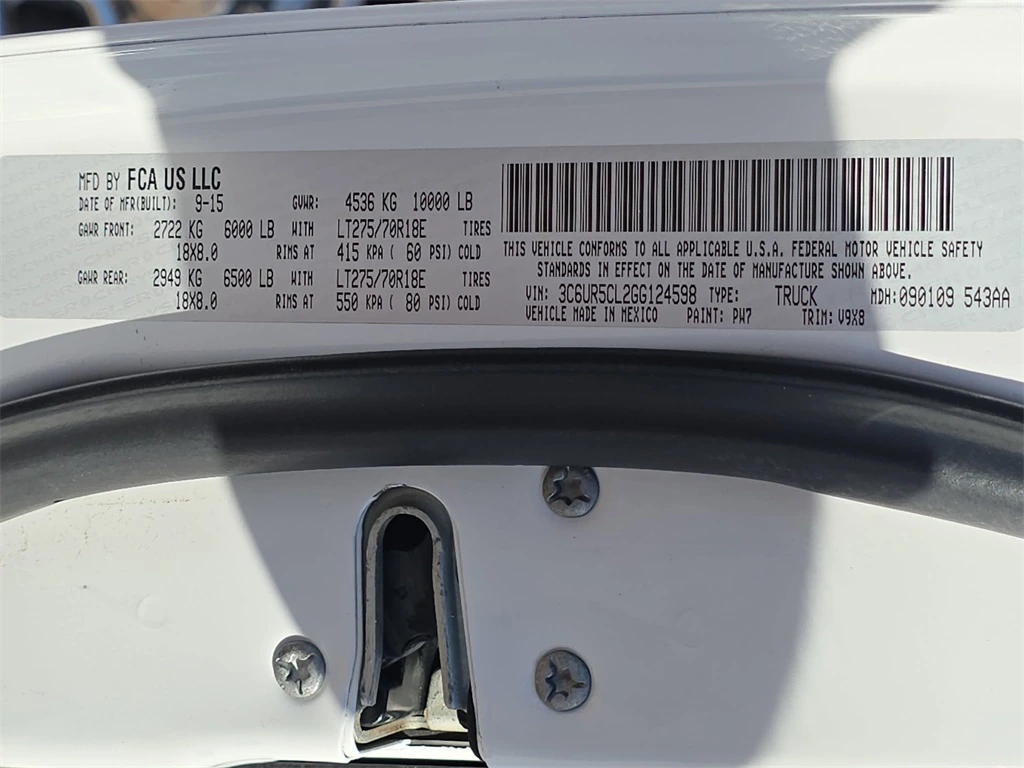 MFD BY FCA US LLC
DATE OF MFR(BUILT): 9-15 GVWR: 4536 KG 10000 LB
GAWR FRONT: 2722 KG 6000 LB WITH LT275/70R18E TIRES
18X8.0 RIMS AT 415 KPA ( 60 PSI) COLD
GAWR REAR: 2949 KG 6500 LB WITH LT275/70R18E TIRES
18X8.0 RIMS AT 550 KPA ( 80 PSI) COLD
THIS VEHICLE CONFORMS TO ALL APPLICABLE U.S.A. FEDERAL MOTOR VEHICLE SAFETY
STANDARDS IN EFFECT ON THE DATE OF MANUFACTURE SHOWN ABOVE.
VIN: 3C6UR5CL2GG124598 TYPE: TRUCK MDH:090109 543AA
VEHICLE MADE IN MEXICO PAINT: PW7 TRIM: V9X8